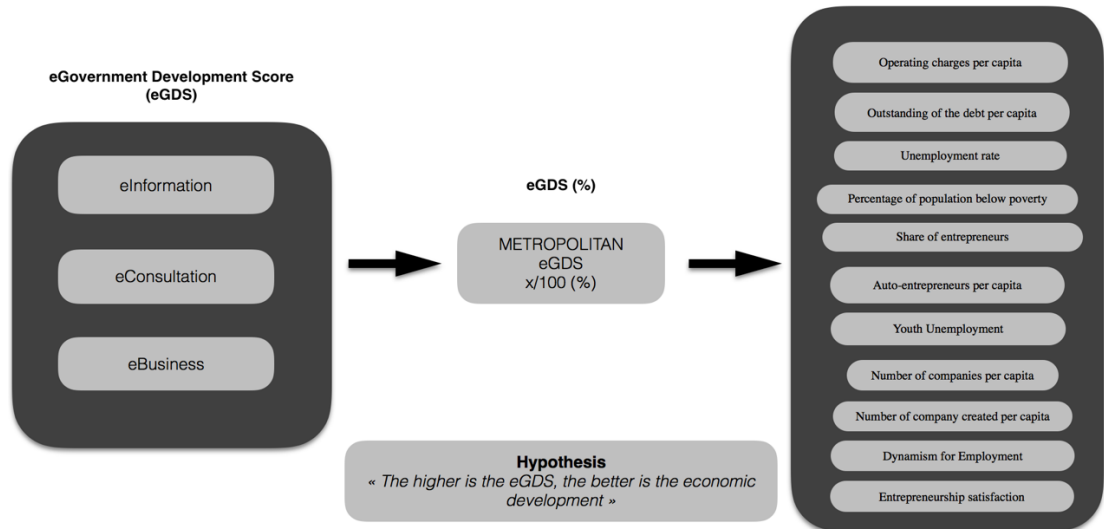 eGovernment Development Score
(eGDS)
eInformation
eConsultation
eBusiness
eGDS (%)
METROPOLITAN
eGDS
x/100 (%)
Hypothesis
« The higher is the eGDS, the better is the economic
development »
Operating charges per capita
Outstanding of the debt per capita
Unemployment rate
Percentage of population below poverty
Share of entrepreneurs
Auto-entrepreneurs per capita
Youth Unemployment
Number of companies per capita
Number of company created per capita
Dynamism for Employment
Entrepreneurship satisfaction